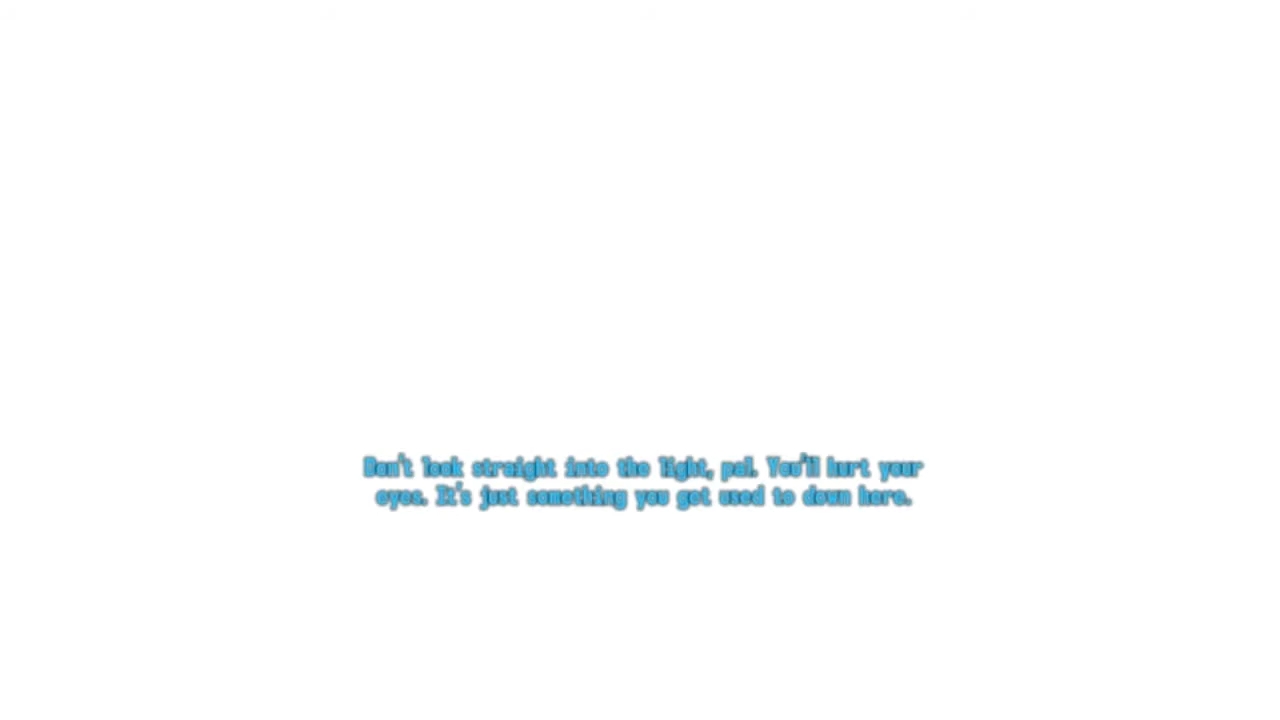 Don't look straight into the light, pal. You'll hurt your
eyes. It's just something you get used to down here.